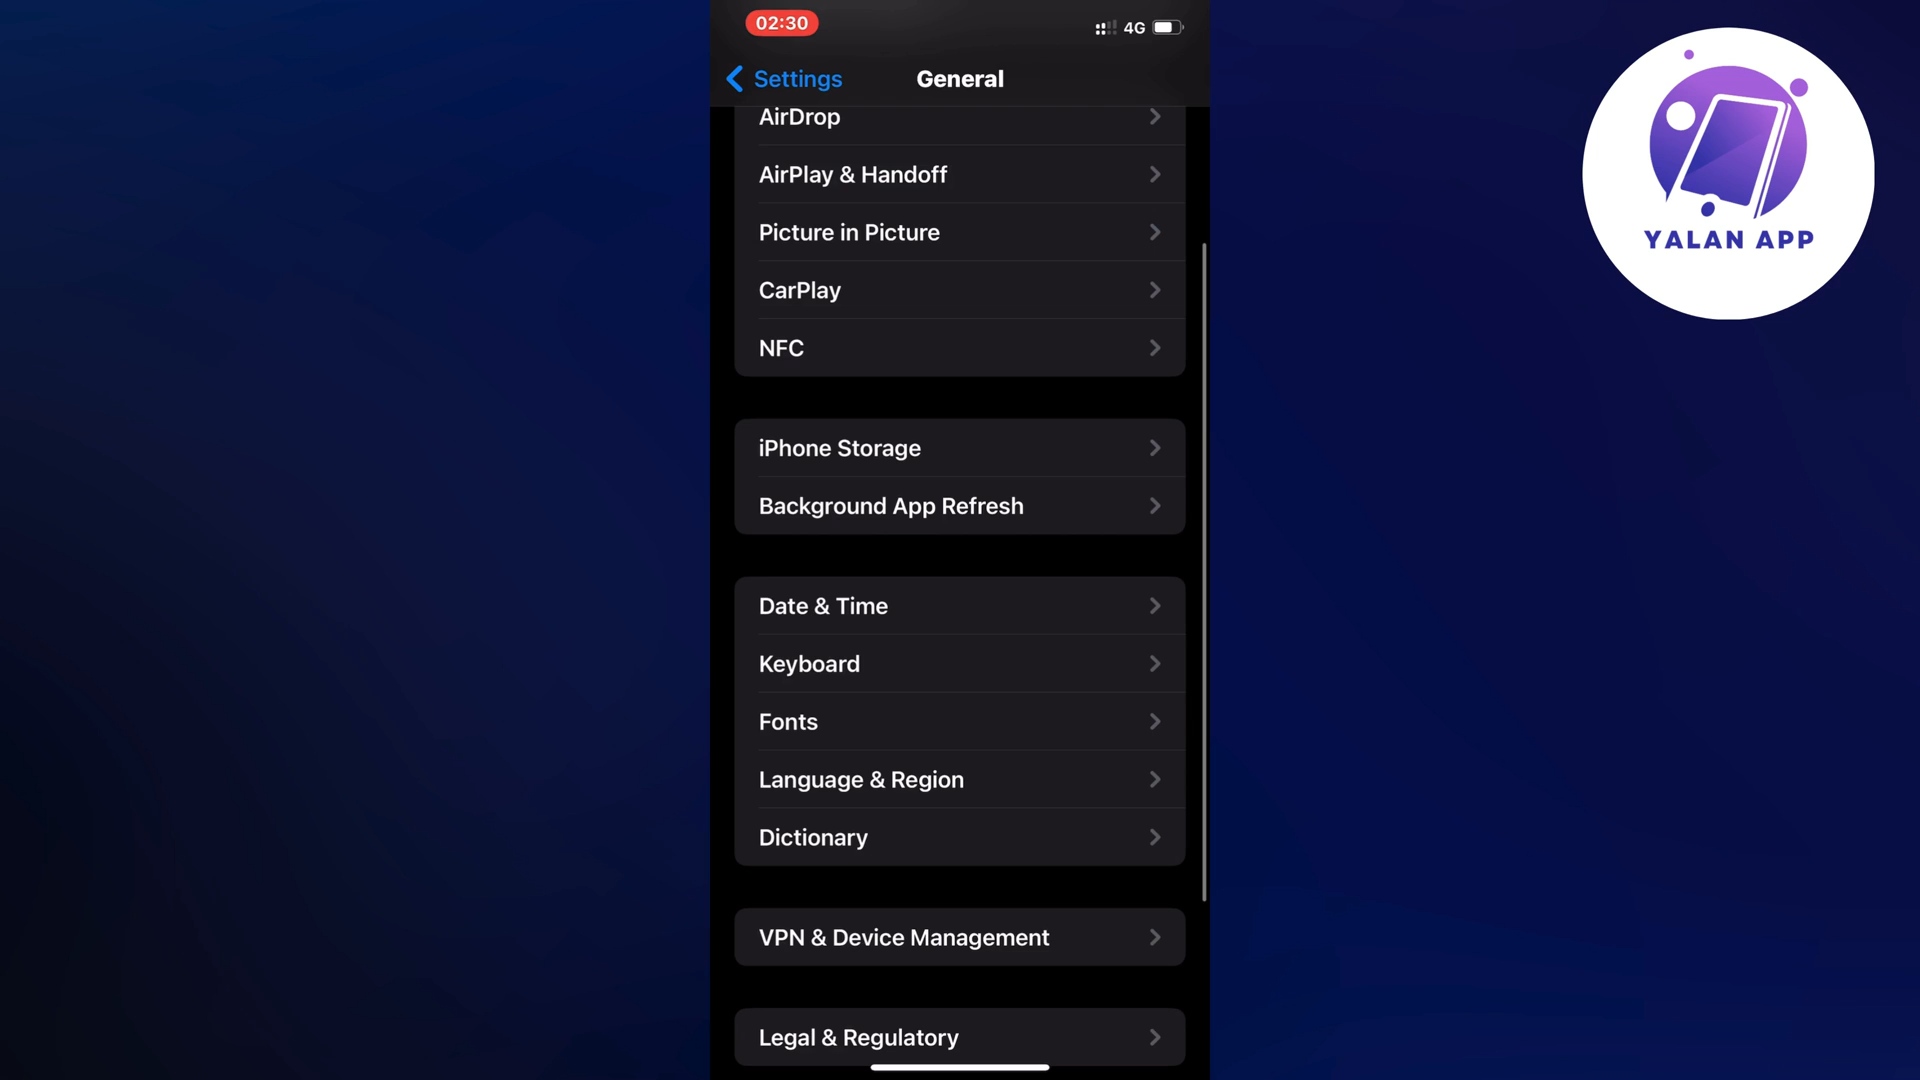 02:30
4G
Settings
General
AirDrop
AirPlay & Handoff
Picture in Picture
CarPlay
NFC
iPhone Storage
Background App Refresh
Date & Time
Keyboard
Fonts
Language & Region
Dictionary
VPN & Device Management
Legal & Regulatory
YALAN APP